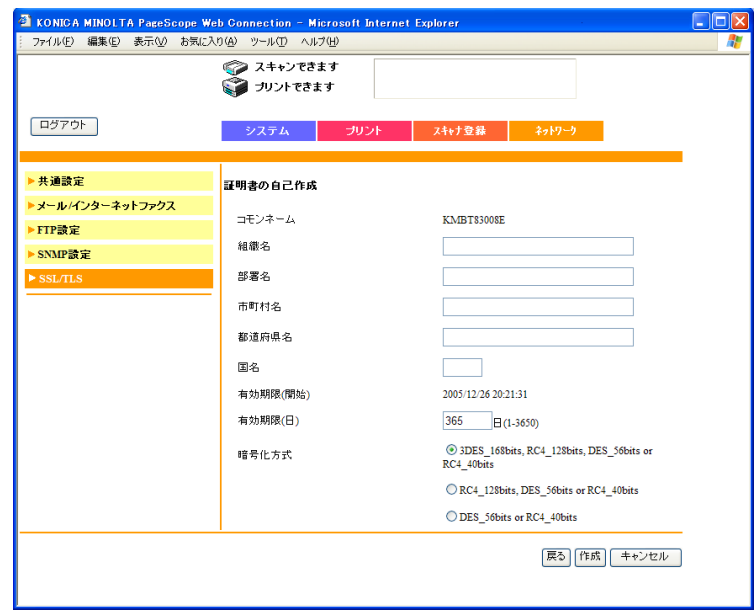 KONICA MINOLTA PageScope Web Connection - Microsoft Internet Explorer
ファイル(F) 編集(E) 表示(V) お気に入り(A) ツール(T) ヘルプ(H)
スキャンできます
プリントできます
ログアウト
システム プリント スキャナ登録 ネットワーク
共通設定
メール/インターネットファクス
FTP設定
SNMP設定
SSL/TLS
証明書の自己作成
コモンネーム KMBT83008E
組織名
部署名
市町村名
都道府県名
国名
有効期限(開始) 2005/12/26 20:21:31
有効期限(日) 365 日(1-3650)
暗号化方式 3DES_168bits, RC4_128bits, DES_56bits or
RC4_40bits
RC4_128bits, DES_56bits or RC4_40bits
DES_56bits or RC4_40bits
戻る 作成 キャンセル